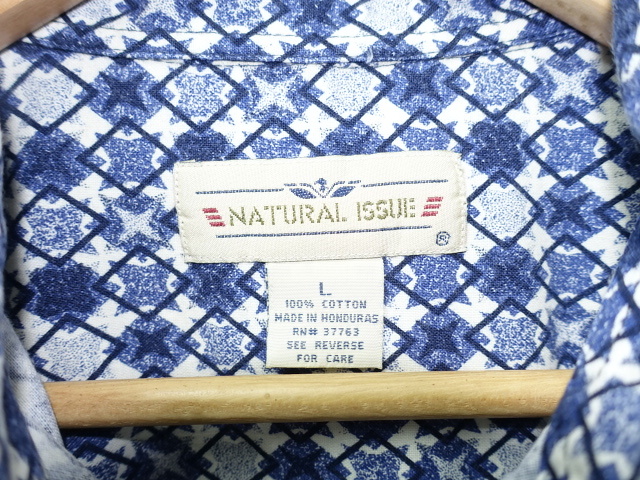 NATURAL ISSUE
®
L
100% COTTON
MADE IN HONDURAS
RN# 37763
SEE REVERSE
FOR CARE